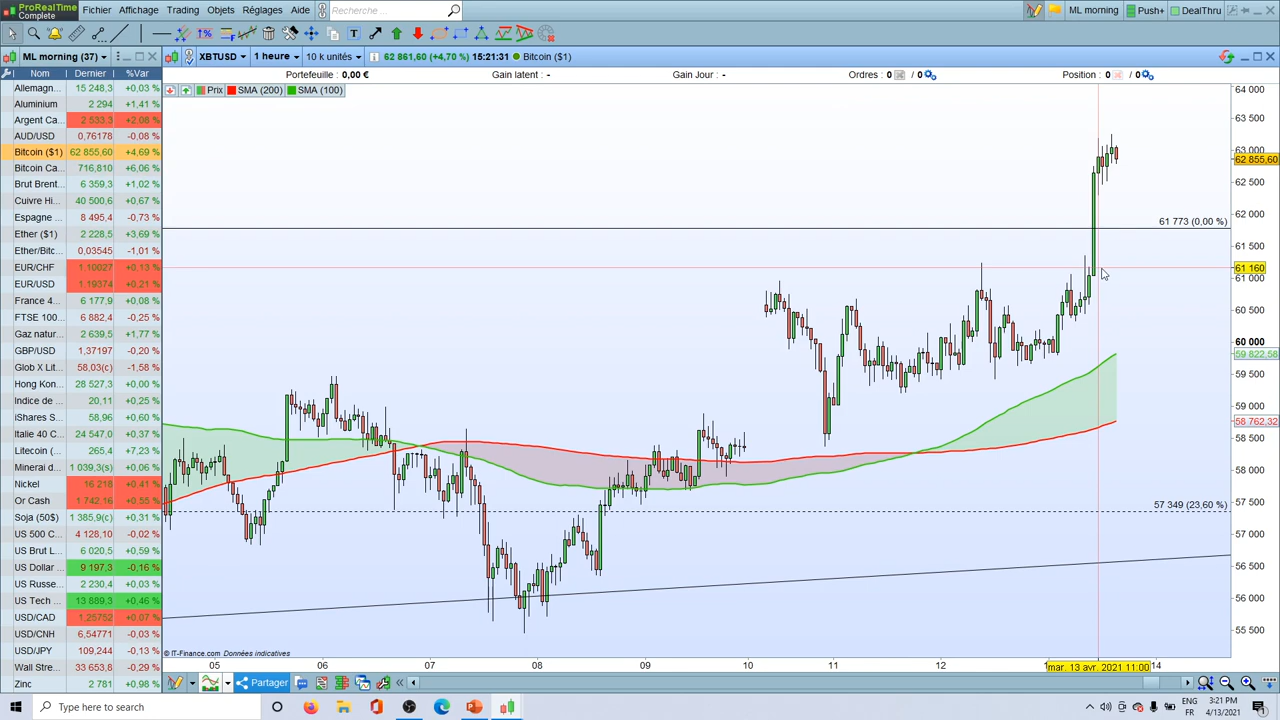 ProRealTime
Complete
Fichier Affichage Trading Objets Réglages Aide
Recherche ...
ML morning Push+ DealThru
ML morning (37)
XBTUSD 1 heure 10 k unités 62 861,60 (+4,70 %) 15:21:31 Bitcoin ($1)
Nom Dernier %Var
Portefeuille : 0,00 € Gain latent : - Gain Jour : - Ordres : 0 / 0 Position : 0 / 0
Prix SMA (200) SMA (100)
Allemagn... 15 248,3 +0,03 %
Aluminium 2 294 +1,41 %
Argent Ca... 2 533,3 +2,08 %
AUD/USD 0,76178 -0,08 %
Bitcoin ($1) 62 855,60 +4,69 %
Bitcoin Ca... 716,810 +6,06 %
Brut Brent... 6 359,3 +1,02 %
Cuivre Hi... 40 500,6 +0,67 %
Espagne ... 8 495,4 -0,73 %
Ether ($1) 2 228,5 +3,69 %
Ether/Bitc... 0,03545 -1,01 %
EUR/CHF 1,10027 +0,13 %
EUR/USD 1,19374 +0,21 %
France 4... 6 177,9 +0,08 %
FTSE 100... 6 882,4 -0,25 %
Gaz natur... 2 639,5 +1,77 %
GBP/USD 1,37197 -0,20 %
Glob X Lit... 58,03(c) -1,58 %
Hong Kon... 28 527,3 0,00 %
Indice de ... 20,11 +0,25 %
iShares S... 58,96 +0,60 %
Italie 40 C... 24 547,0 +0,37 %
Litecoin (... 265,4 +7,23 %
Minerai d... 1 039,3(s) +0,06 %
Nickel 16 218 +0,41 %
Or Cash 1 742,16 +0,55 %
Soja (50$) 1 385,9(c) +0,03 %
US 500 C... 4 128,10 -0,02 %
US Brut L... 6 020,5 +0,59 %
US Dollar ... 9 197,3 -0,16 %
US Russe... 2 230,4 +0,03 %
US Tech ... 13 889,3 +0,46 %
USD/CAD 1,25752 +0,07 %
USD/CNH 6,54771 -0,03 %
USD/JPY 109,244 -0,13 %
Wall Stre... 33 653,8 -0,29 %
Zinc 2 781 +0,98 %
64 000
63 500
63 000
62 855,60
62 500
62 000
61 773 (0,00 %)
61 500
61 160
61 000
60 500
60 000
59 822,58
59 500
59 000
58 762,32
58 500
58 000
57 349 (23,60 %)
57 500
57 000
56 500
56 000
55 500
© IT-Finance.com Données indicatives
05 06 07 08 09 10 11 12 1 mar. 13 avr. 2021 11:00 14
Partager
Type here to search
ENG
FR
3:21 PM
4/13/2021